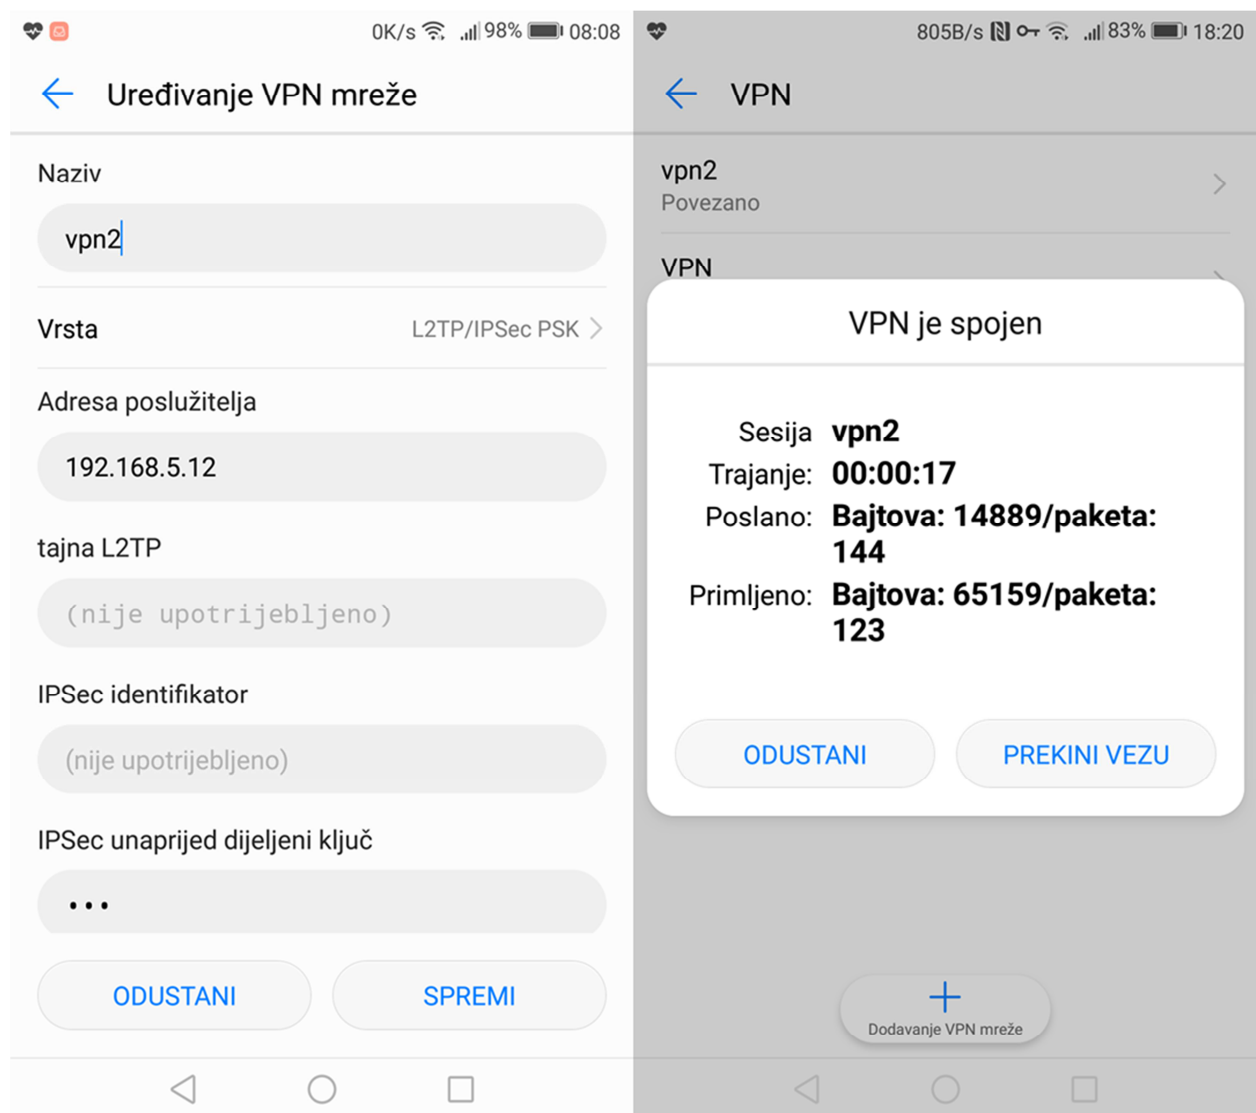 0K/s 98% 08:08
Uređivanje VPN mreže
Naziv
vpn2
Vrsta L2TP/IPSec PSK
Adresa poslužitelja
192.168.5.12
tajna L2TP
(nije upotrijebljeno)
IPSec identifikator
(nije upotrijebljeno)
IPSec unaprijed dijeljeni ključ
•••
ODUSTANI SPREMI
805B/s 83% 18:20
VPN
vpn2
Povezano
VPN
VPN je spojen
Sesija vpn2
Trajanje: 00:00:17
Poslano: Bajtova: 14889/paketa:
144
Primljeno: Bajtova: 65159/paketa:
123
ODUSTANI PREKINI VEZU
Dodavanje VPN mreže